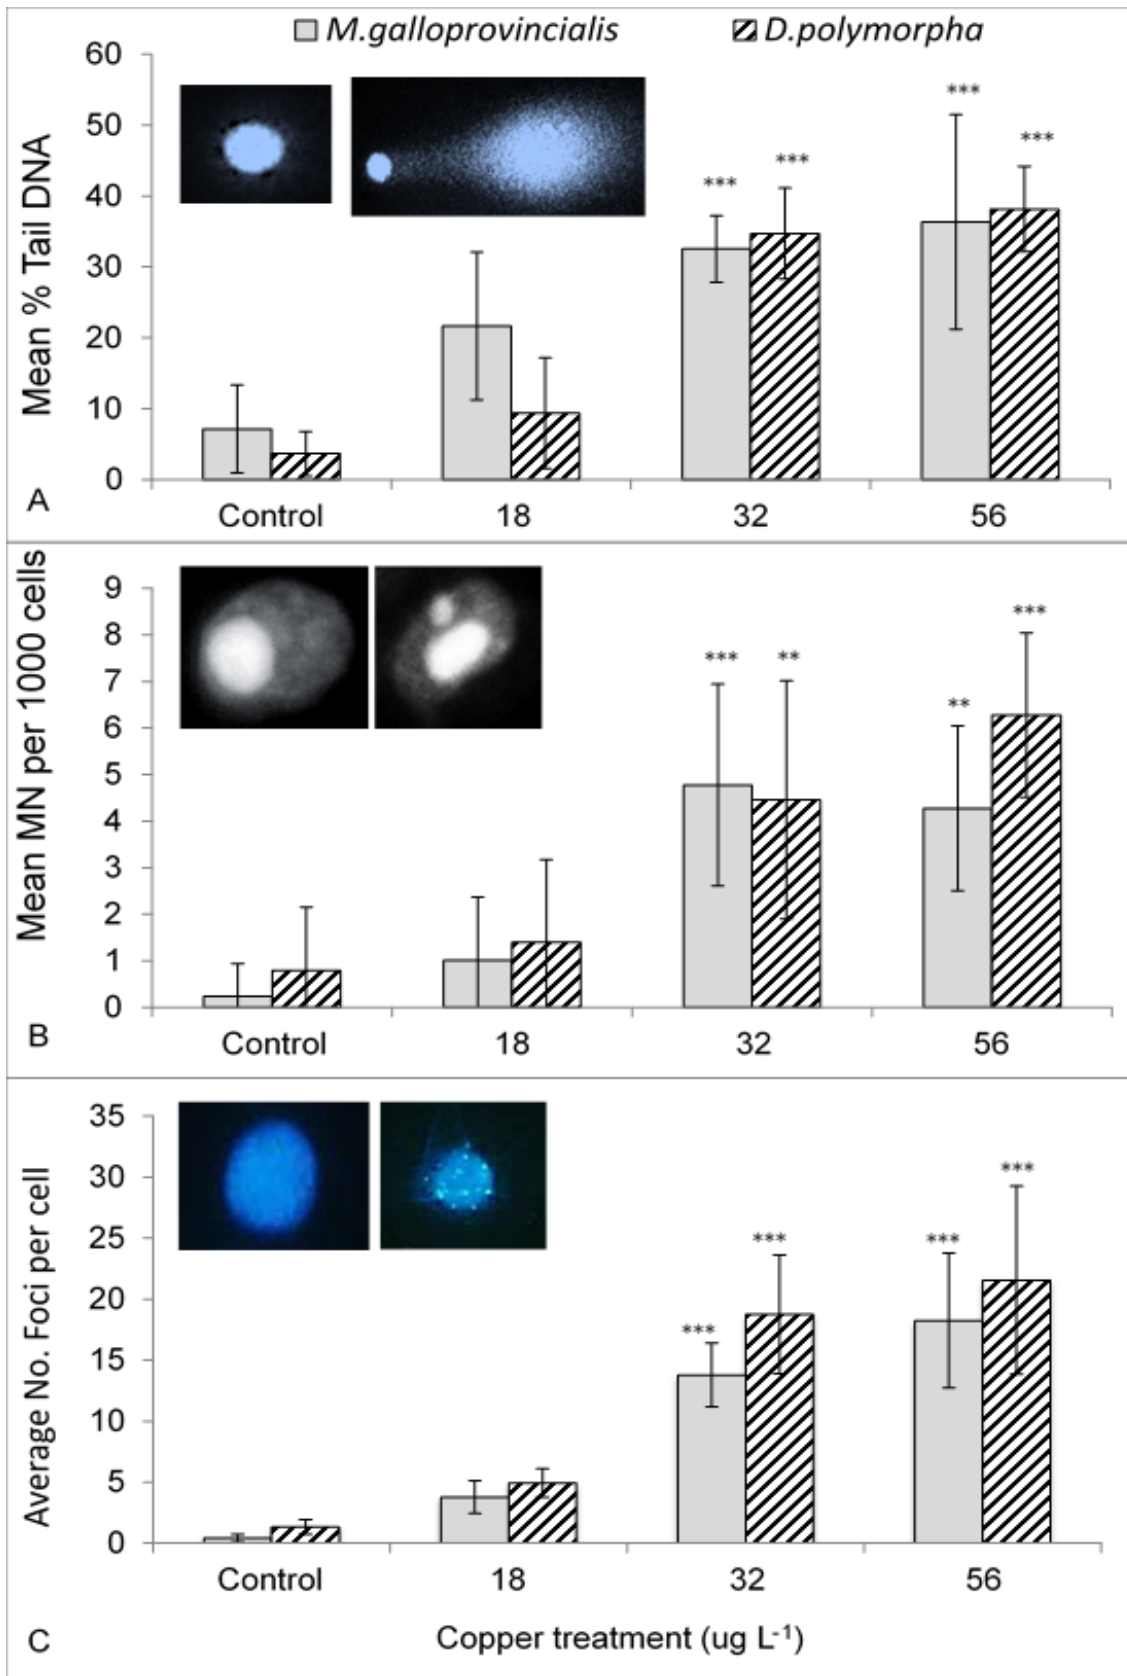 M.galloprovincialis D.polymorpha
Mean % Tail DNA
60
50
40
30
20
10
0
*** *** *** ***
Control 18 32 56
A
Mean MN per 1000 cells
9
8
7
6
5
4
3
2
1
0
*** ** ** ***
Control 18 32 56
B
Average No. Foci per cell
35
30
25
20
15
10
5
0
*** *** *** ***
Control 18 32 56
C
Copper treatment (ug L⁻¹)